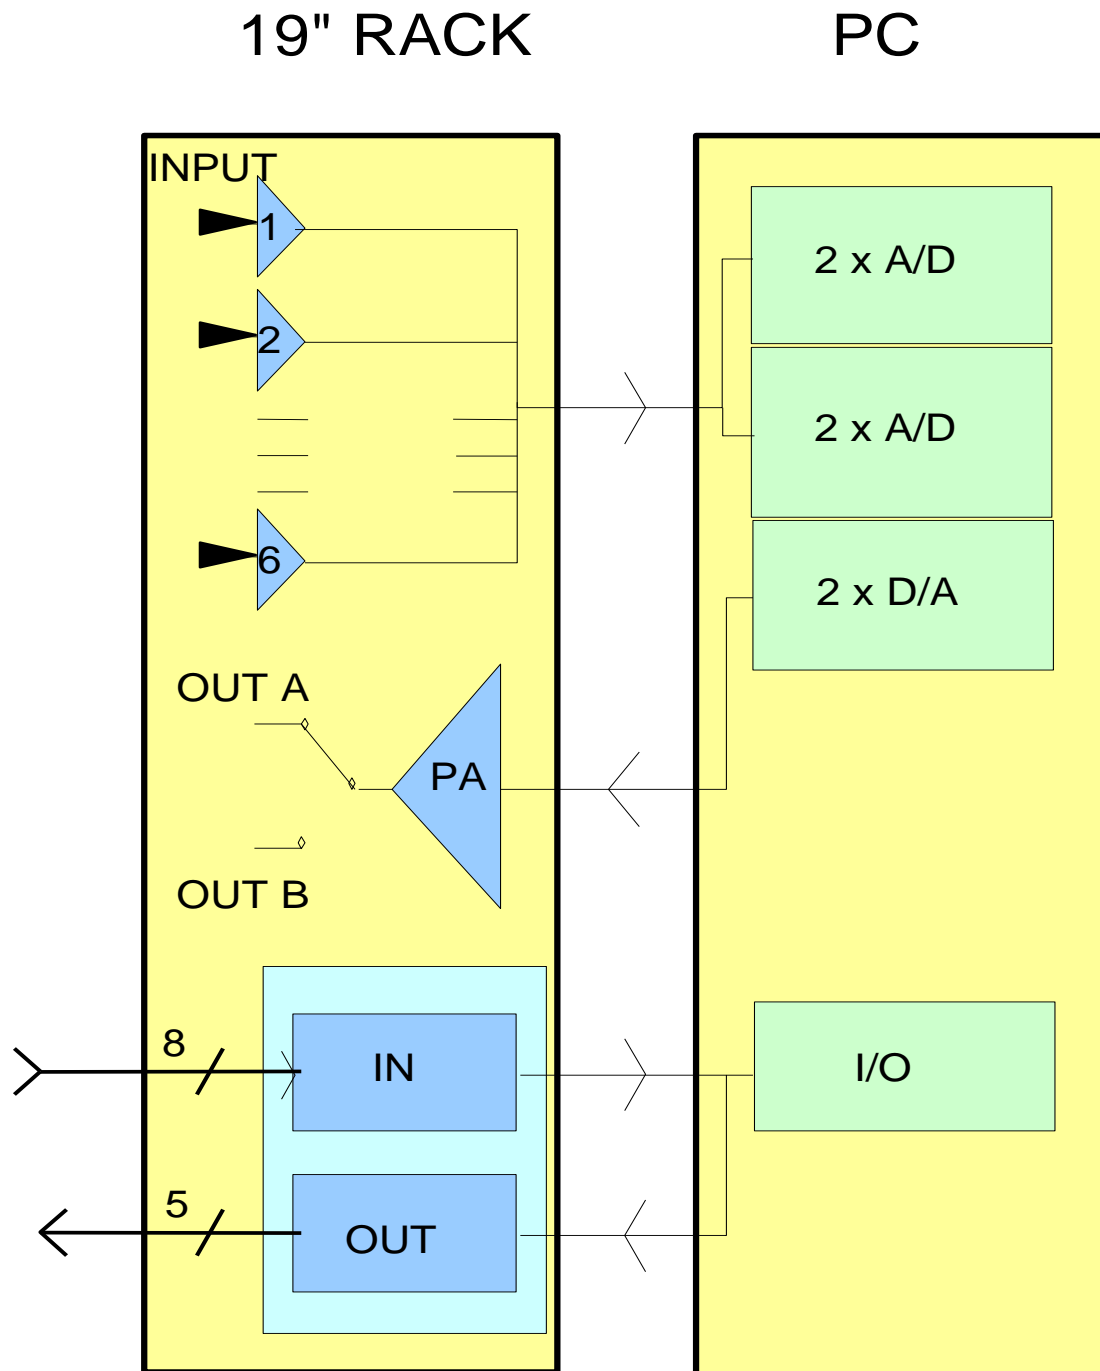 19" RACK
PC
INPUT
1
2
6
OUT A
PA
OUT B
8
IN
5
OUT
2 x A/D
2 x A/D
2 x D/A
I/O